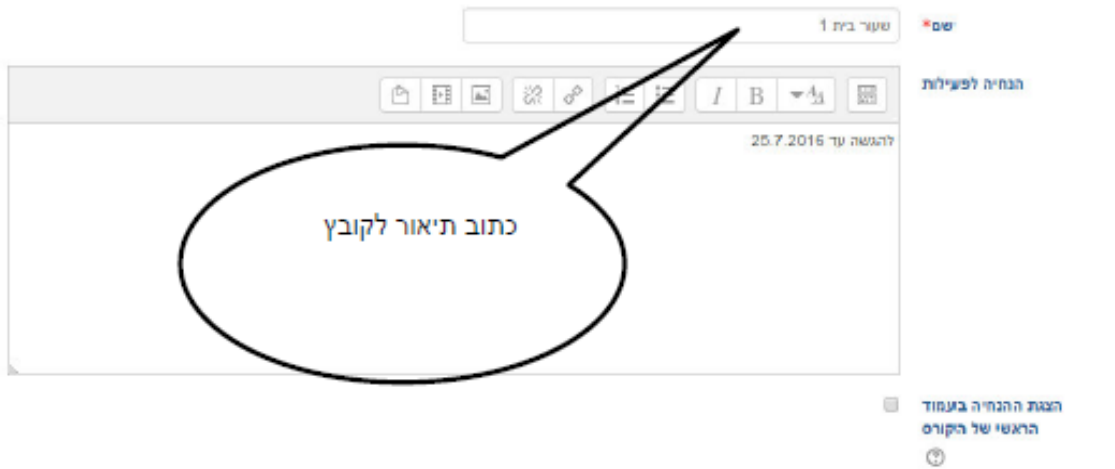 שם*
שעור בית 1
הנחיה לפעילות
I B
להגשה עד 25.7.2016
כתוב תיאור לקובץ
הצגת ההנחיה בעמוד
הראשי של הקורס